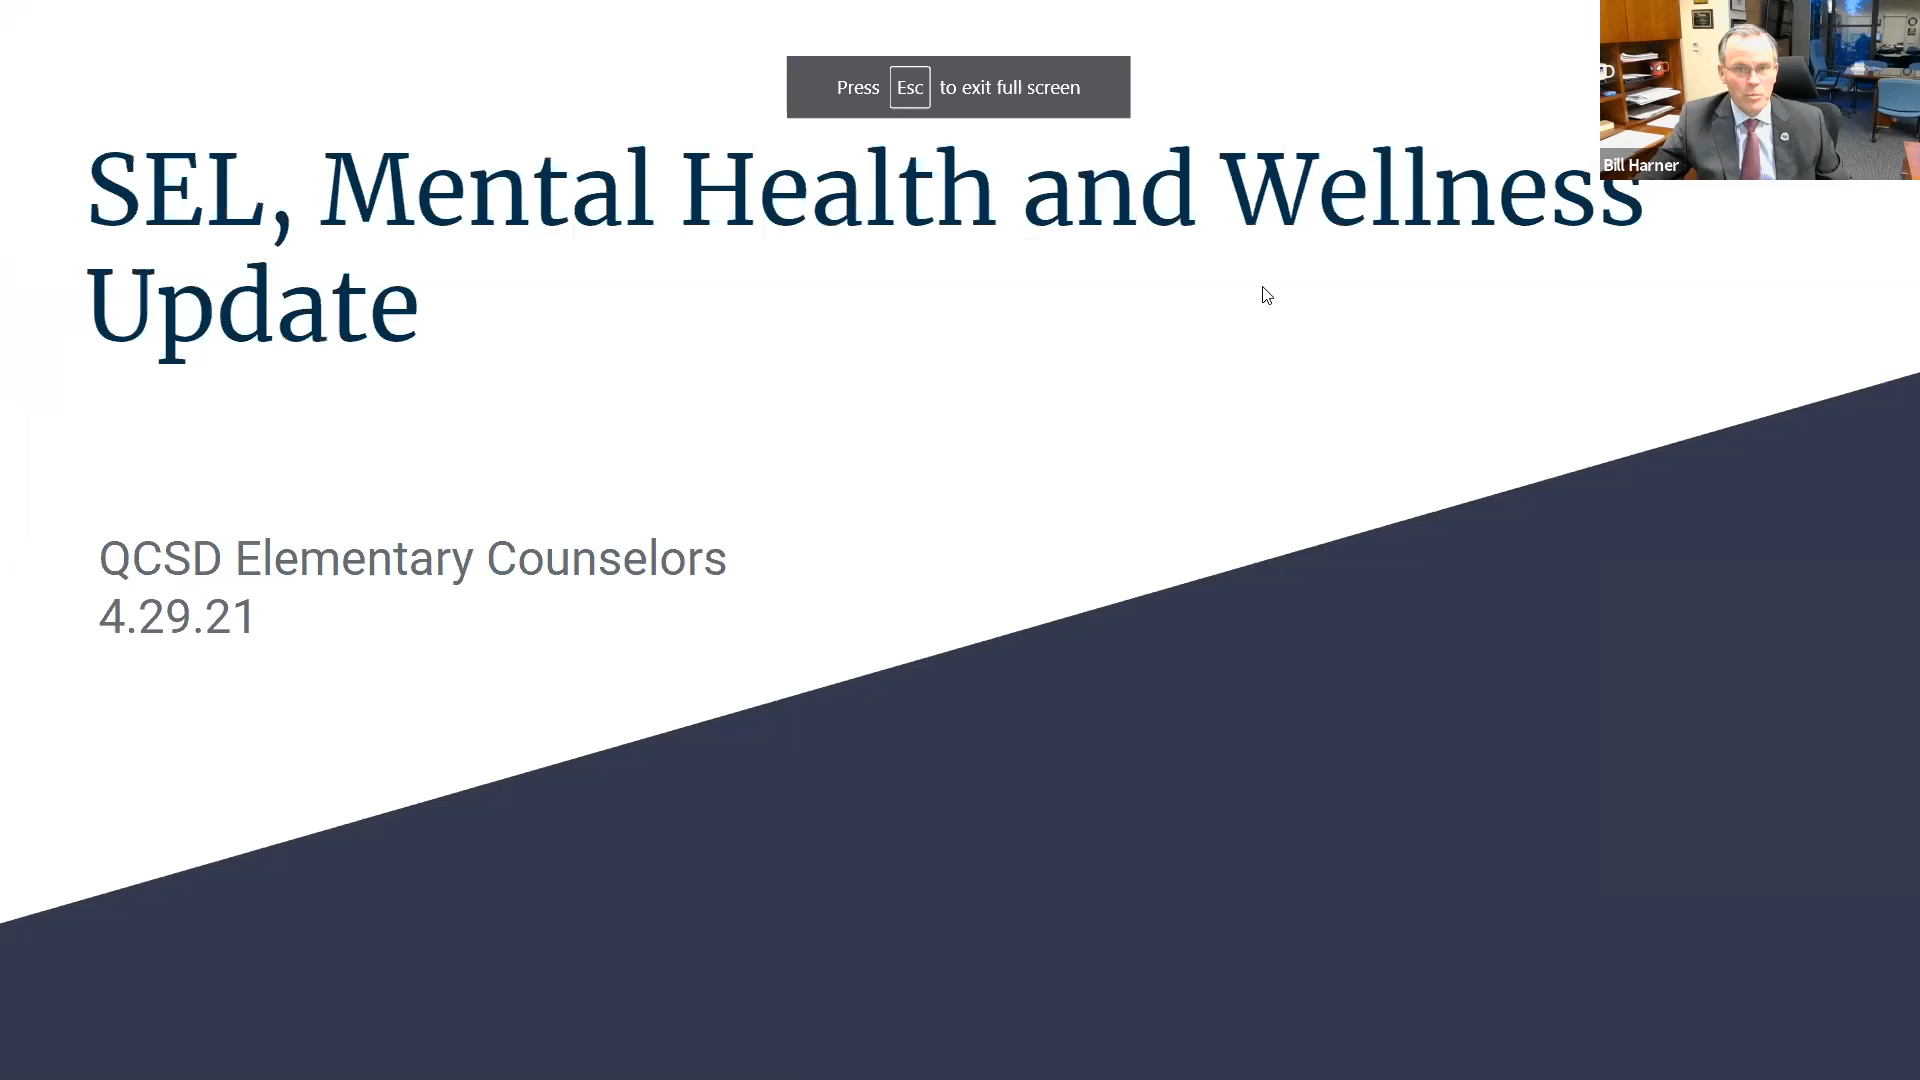 Press Esc to exit full screen
SEL, Mental Health and Wellness
Update
Bill Harner
QCSD Elementary Counselors
4.29.21